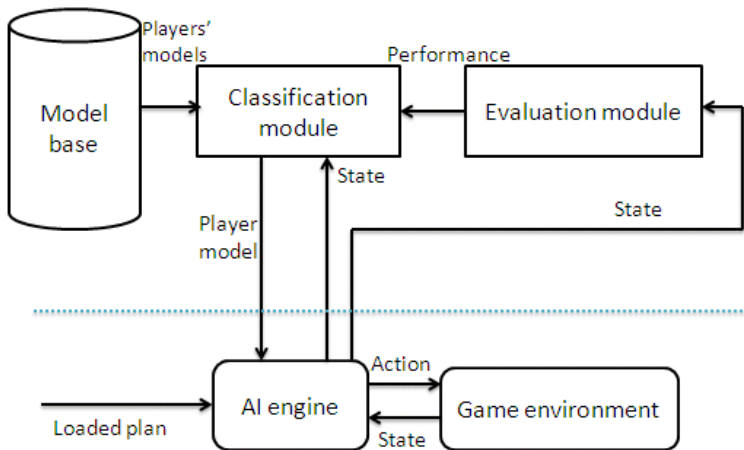 Players'
models
Performance
Model
base
Classification
module
Evaluation module
State
Player
model
State
Action
AI engine
Game environment
Loaded plan
State